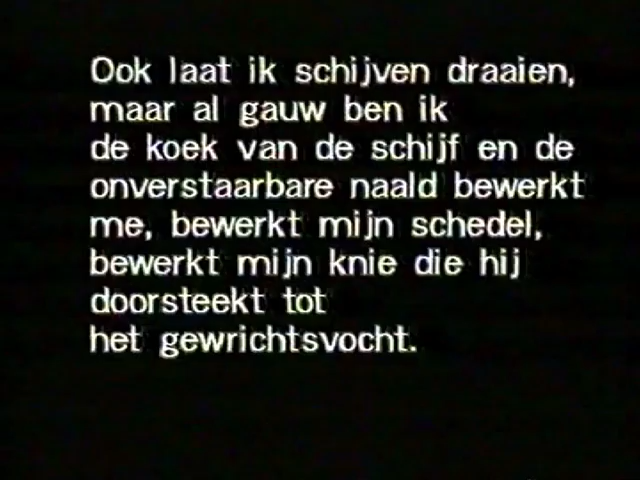 Ook laat ik schijven draaien,
maar al gauw ben ik
de koek van de schijf en de
onverstaarbare naald bewerkt
me, bewerkt mijn schedel,
bewerkt mijn knie die hij
doorsteekt tot
het gewrichtsvocht.